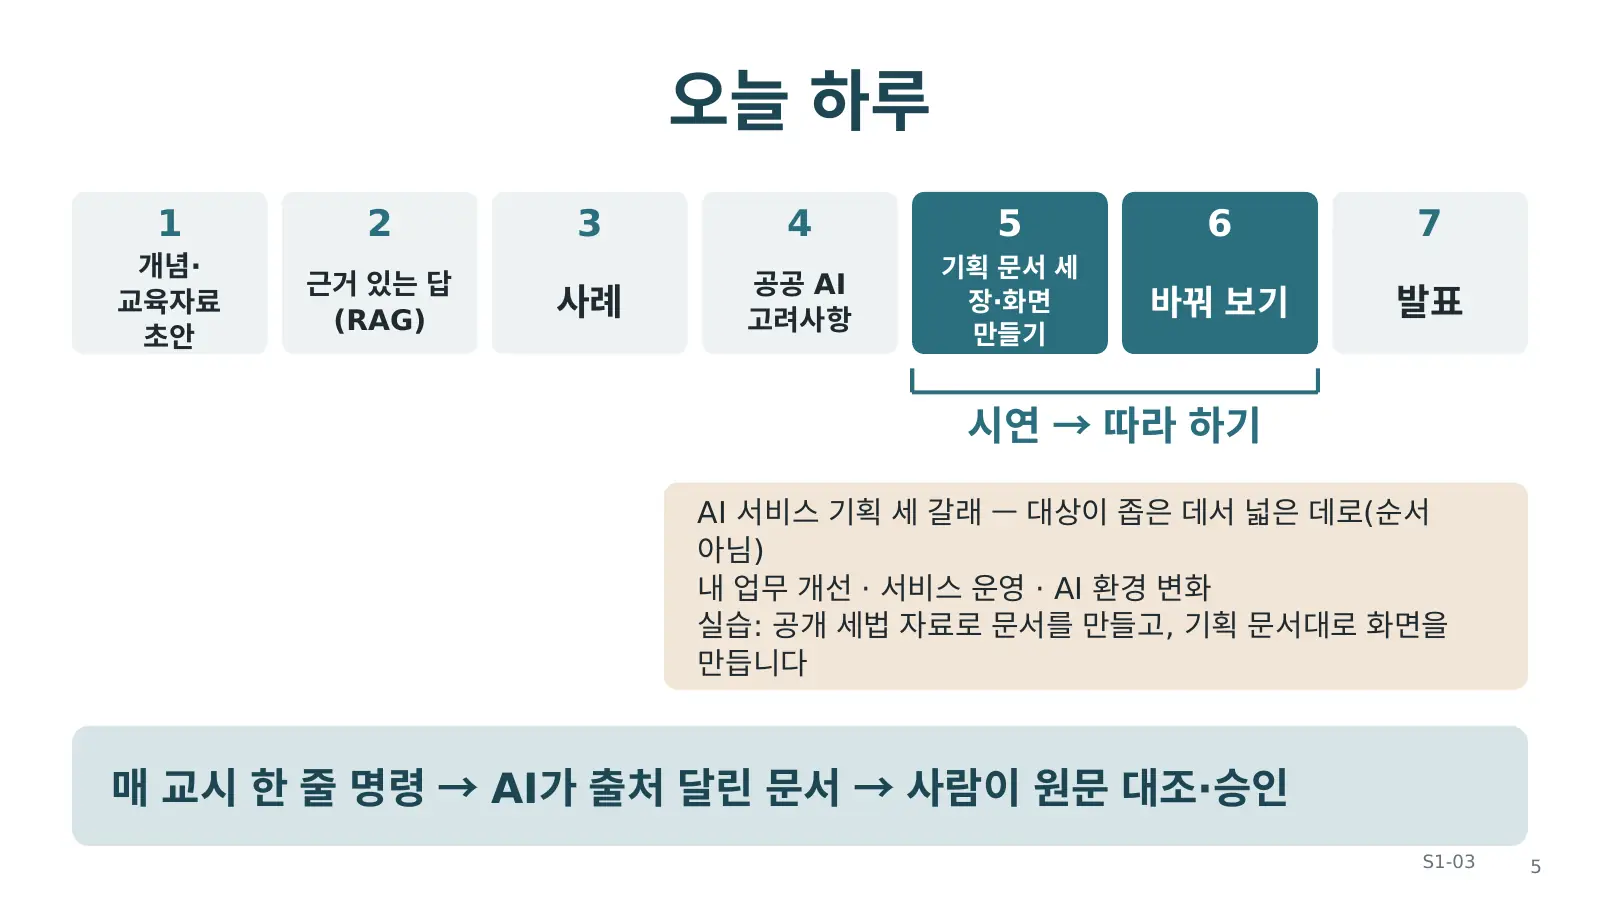 오늘 하루
1
개념·
교육자료
초안
2
근거 있는 답
(RAG)
3
사례
4
공공 AI
고려사항
5
기획 문서 세
장·화면
만들기
6
바꿔 보기
7
발표
시연 → 따라 하기
AI 서비스 기획 세 갈래 — 대상이 좁은 데서 넓은 데로(순서
아님)
내 업무 개선 · 서비스 운영 · AI 환경 변화
실습: 공개 세법 자료로 문서를 만들고, 기획 문서대로 화면을
만듭니다
매 교시 한 줄 명령 → AI가 출처 달린 문서 → 사람이 원문 대조·승인
S1-03
5